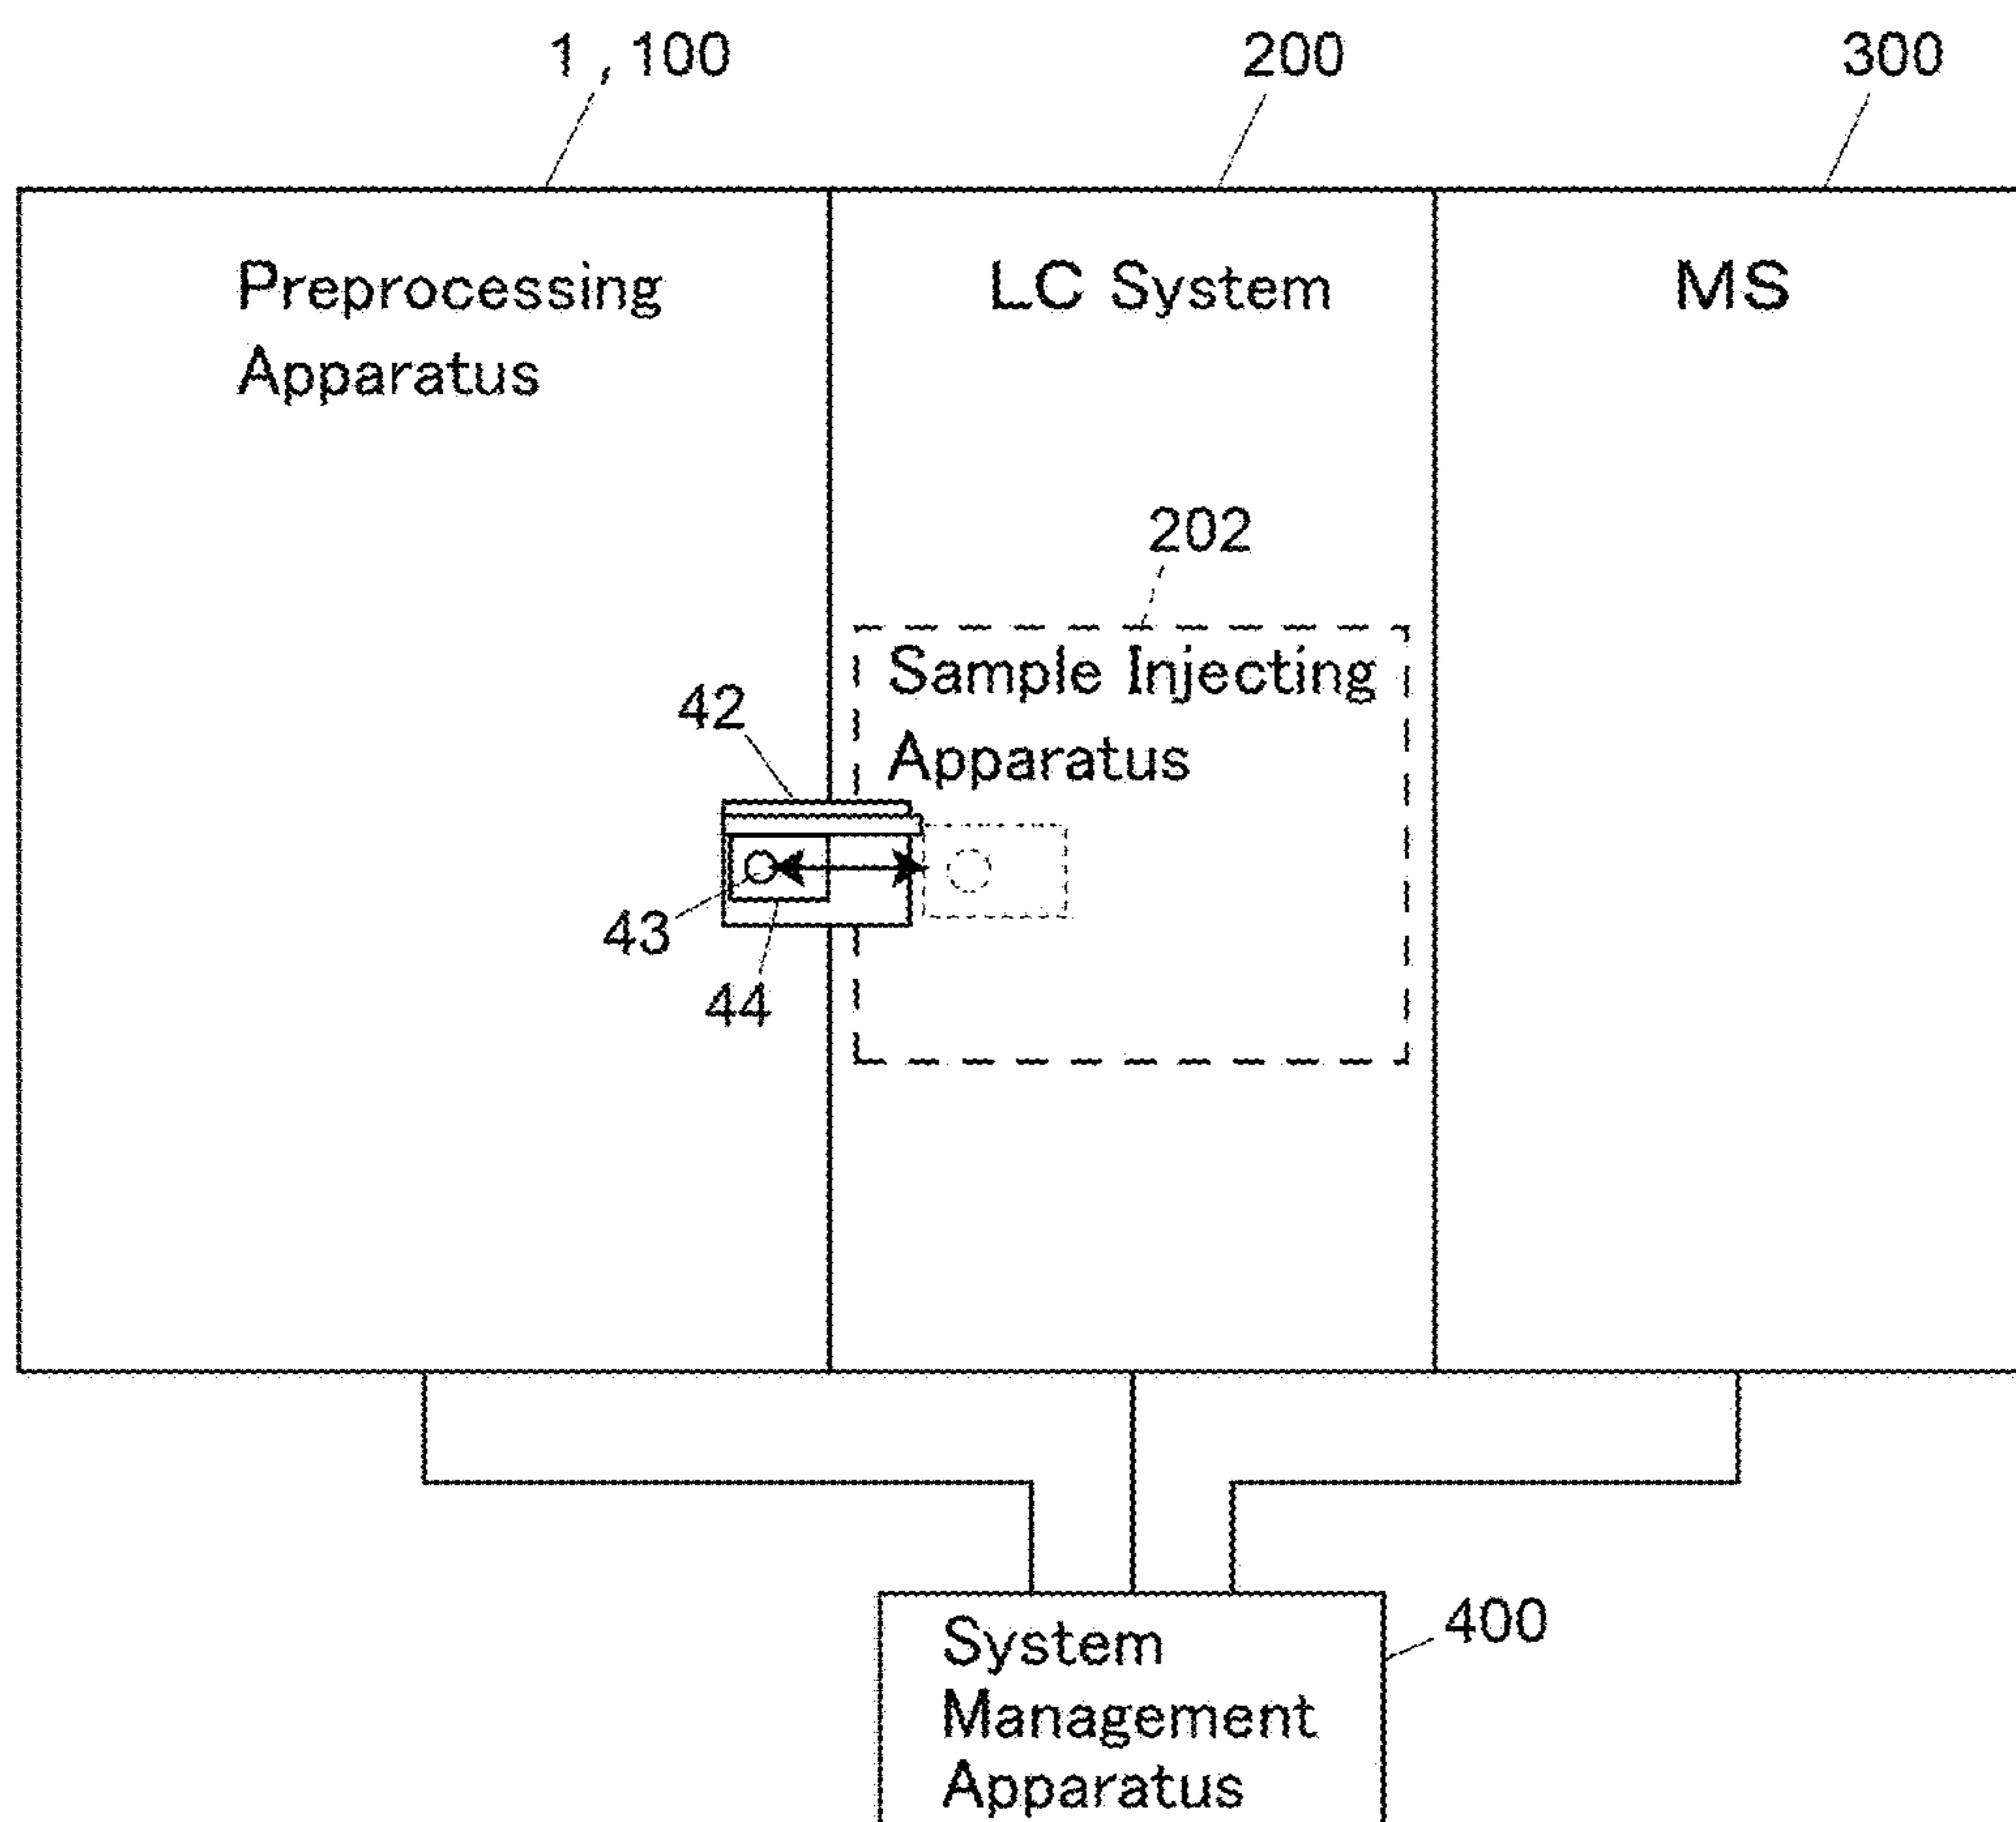 1, 100
200
300
Preprocessing
Apparatus
LC System
MS
202
Sample Injecting
Apparatus
42
43
44
400
System
Management
Apparatus